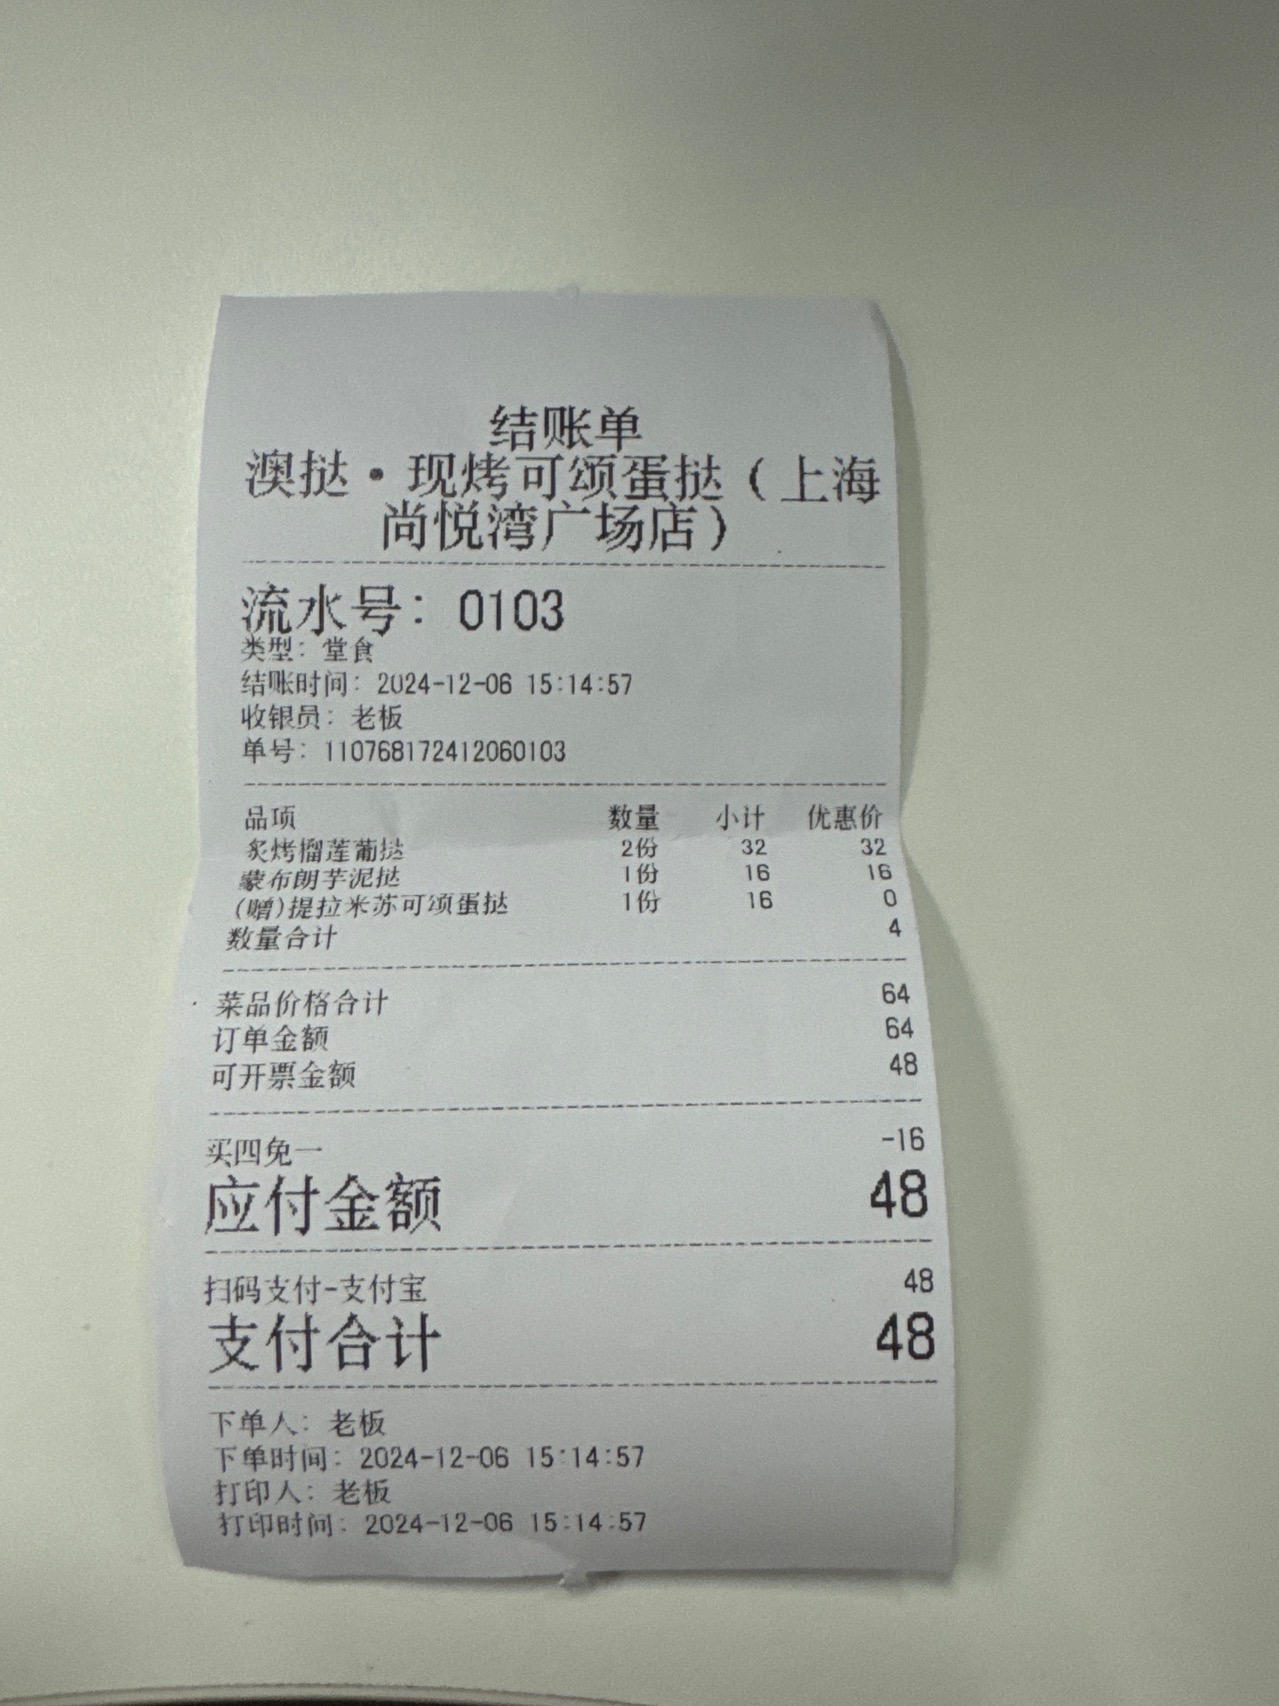 结账单
澳挞·现烤可颂蛋挞(上海
尚悦湾广场店)
流水号: 0103
类型: 堂食
结账时间: 2024-12-06 15:14:57
收银员: 老板
单号: 110768172412060103
品项 数量 小计 优惠价
炙烤榴莲葡挞 2份 32 32
蒙布朗芋泥挞 1份 16 16
(赠)提拉米苏可颂蛋挞 1份 16 0
数量合计 4
菜品价格合计 64
订单金额 64
可开票金额 48
买四免一 -16
应付金额 48
扫码支付-支付宝 48
支付合计 48
下单人: 老板
下单时间: 2024-12-06 15:14:57
打印人: 老板
打印时间: 2024-12-06 15:14:57